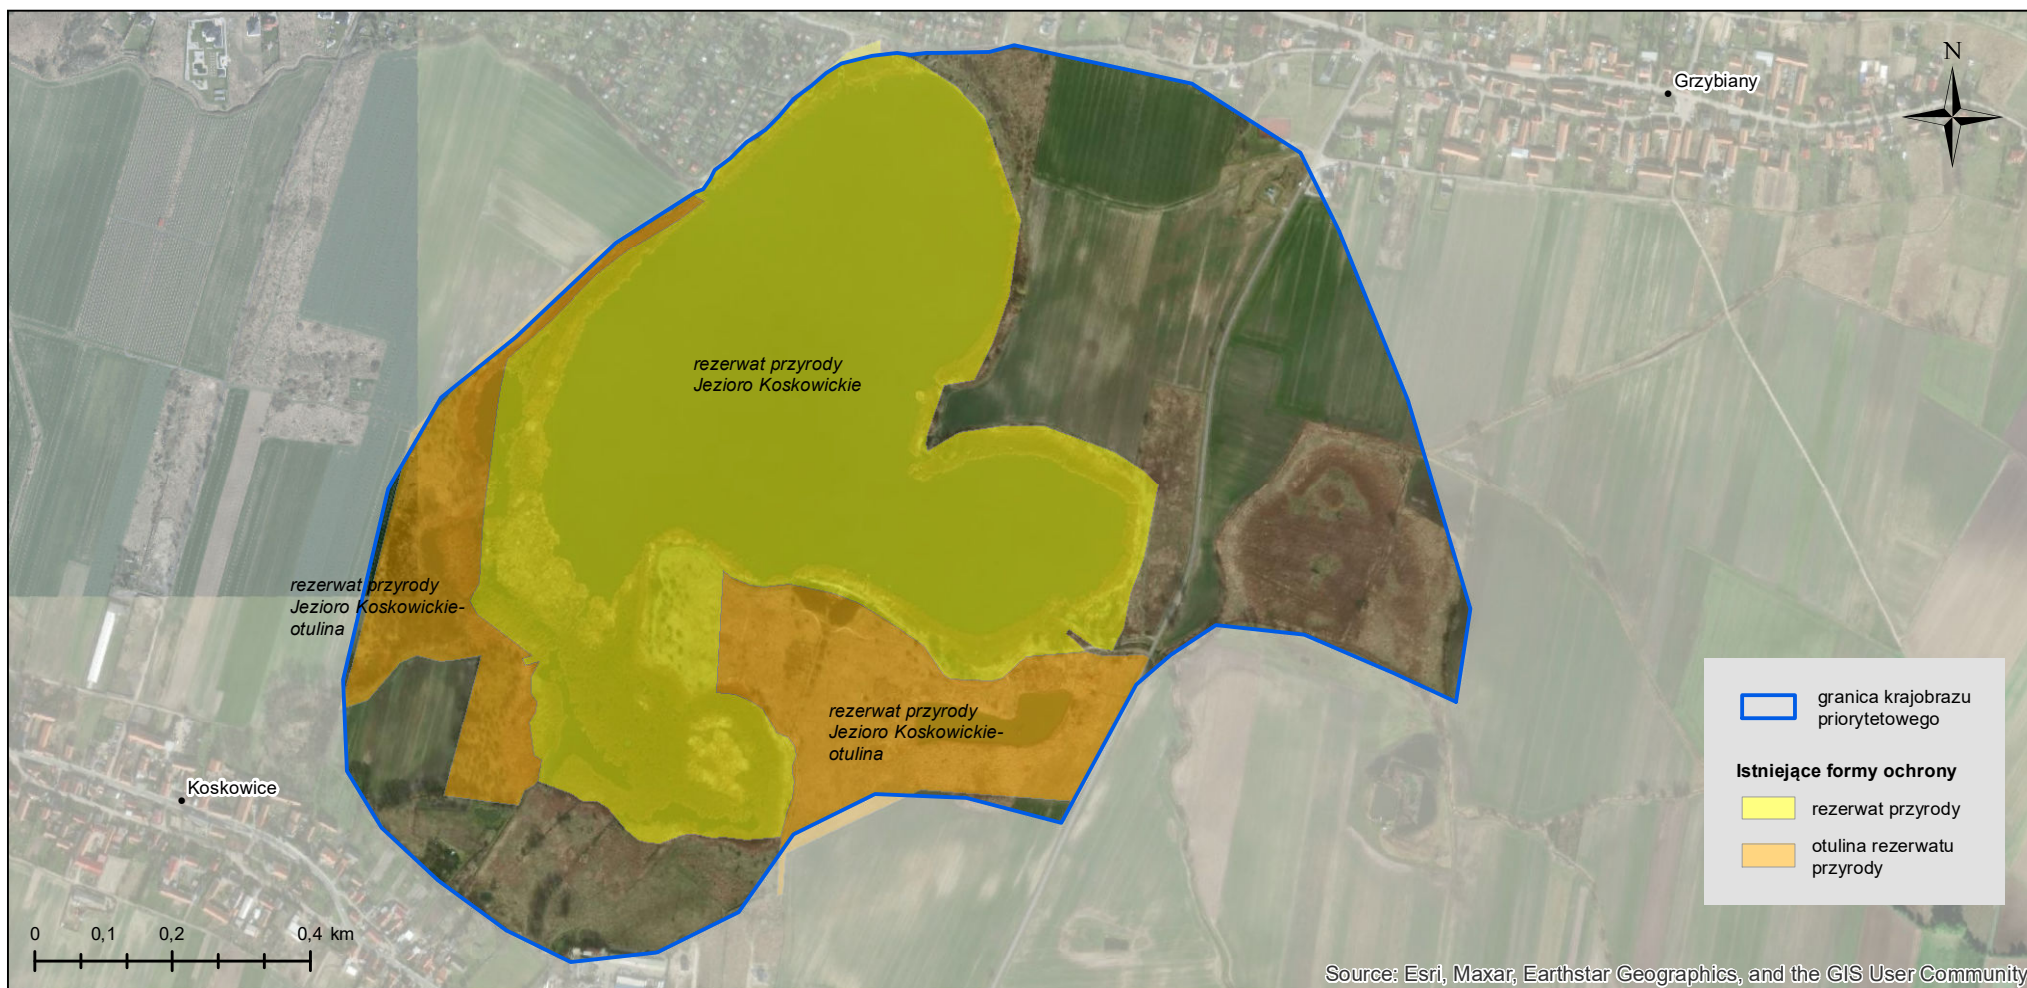 N
Grzybiany
rezerwat przyrody
Jezioro Koskowickie
rezerwat przyrody
Jezioro Koskowickie-
otulina
rezerwat przyrody
Jezioro Koskowickie-
otulina
Koskowice
granica krajobrazu
priorytetowego
Istniejące formy ochrony
rezerwat przyrody
otulina rezerwatu
przyrody
0 0,1 0,2 0,4 km
Source: Esri, Maxar, Earthstar Geographics, and the GIS User Community